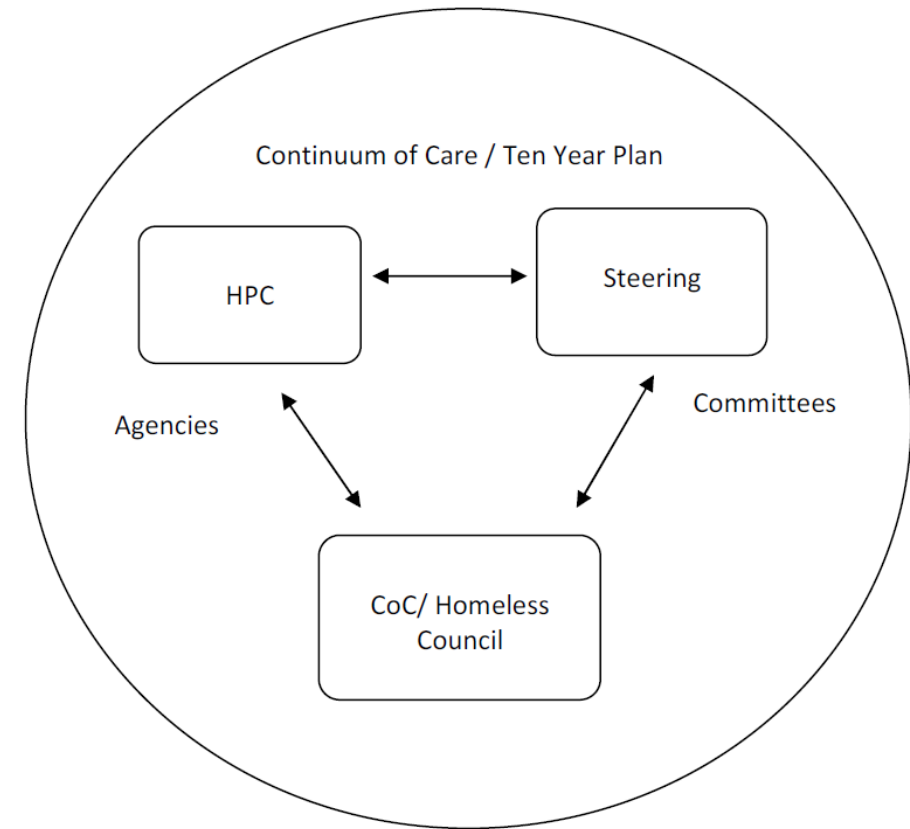 Continuum of Care / Ten Year Plan
HPC
Steering
Agencies
Committees
CoC/ Homeless
Council